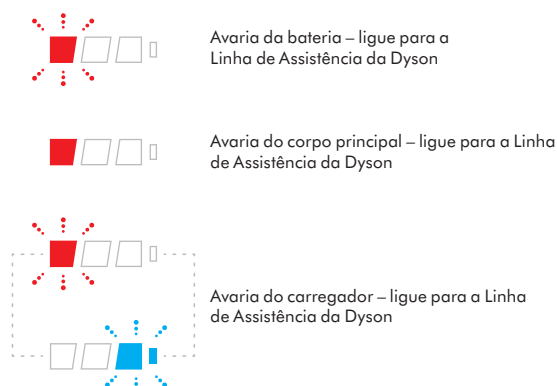 Avaria da bateria – ligue para a
Linha de Assistência da Dyson
Avaria do corpo principal – ligue para a Linha
de Assistência da Dyson
Avaria do carregador – ligue para a Linha
de Assistência da Dyson